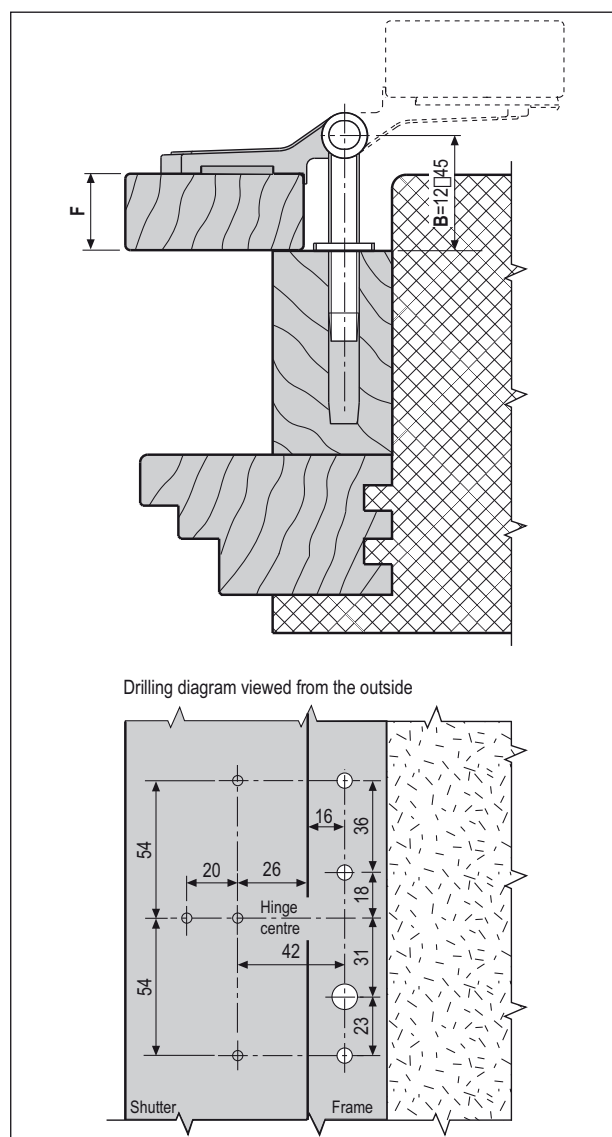 F
B=12□45
Drilling diagram viewed from the outside
16
36
54
20
26
18
Hinge
centre
42
31
54
23
Shutter
Frame